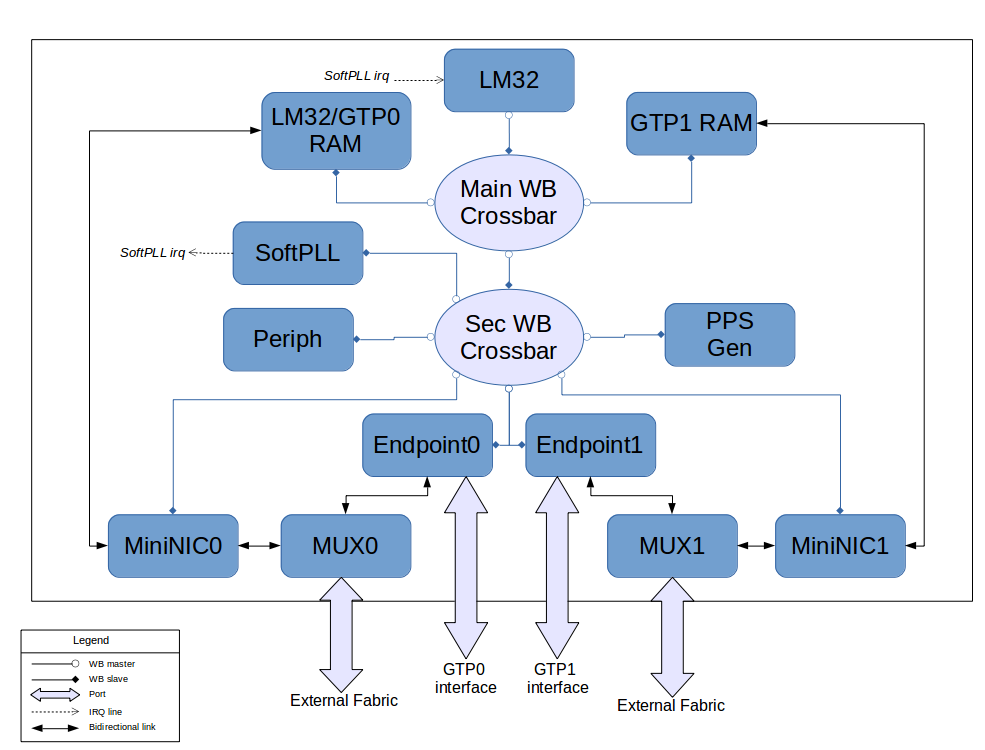 SoftPLL irq
LM32
LM32/GTP0
RAM
GTP1 RAM
Main WB
Crossbar
SoftPLL irq
SoftPLL
Periph
Sec WB
Crossbar
PPS
Gen
Endpoint0
Endpoint1
MiniNIC0
MUX0
MUX1
MiniNIC1
GTP0
interface
GTP1
interface
External Fabric
External Fabric
Legend
WB master
WB slave
Port
IRQ line
Bidirectional link